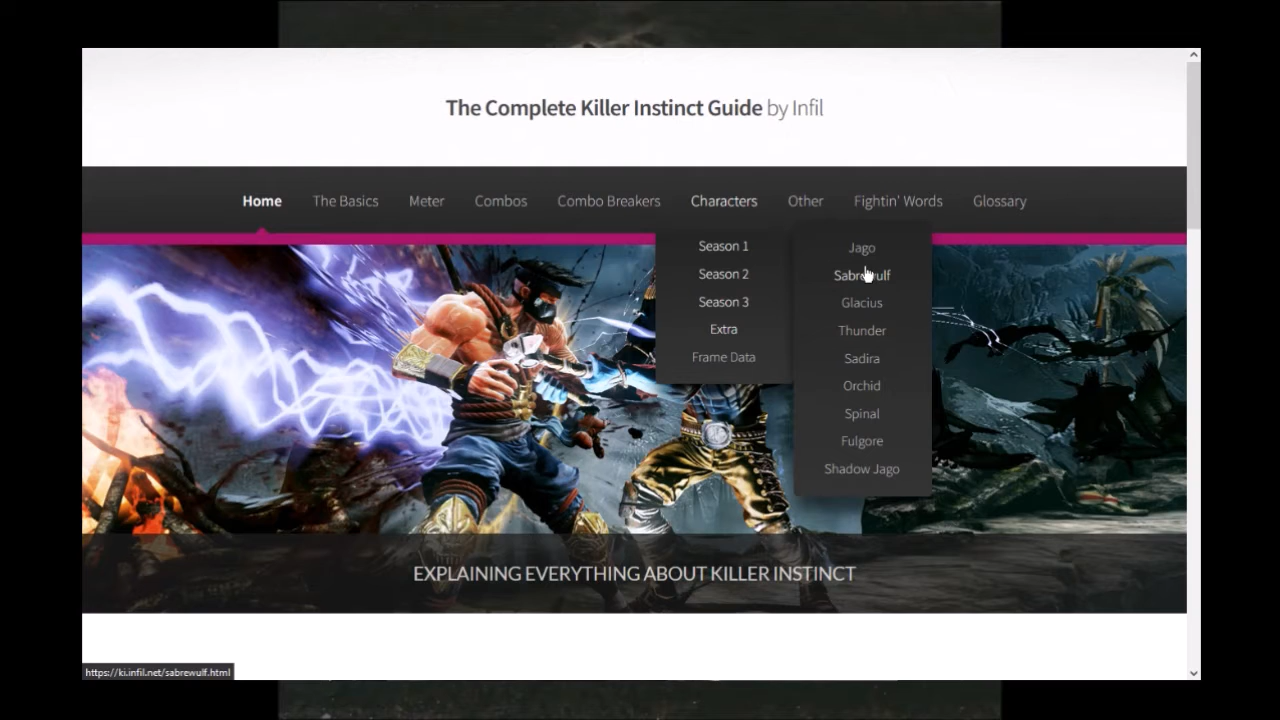 The Complete Killer Instinct Guide by Infil
Home The Basics Meter Combos Combo Breakers Characters Other Fightin' Words Glossary
Season 1
Season 2
Season 3
Extra
Frame Data
Jago
Sabrewulf
Glacius
Thunder
Sadira
Orchid
Spinal
Fulgore
Shadow Jago
EXPLAINING EVERYTHING ABOUT KILLER INSTINCT
https://ki.infil.net/sabrewulf.html